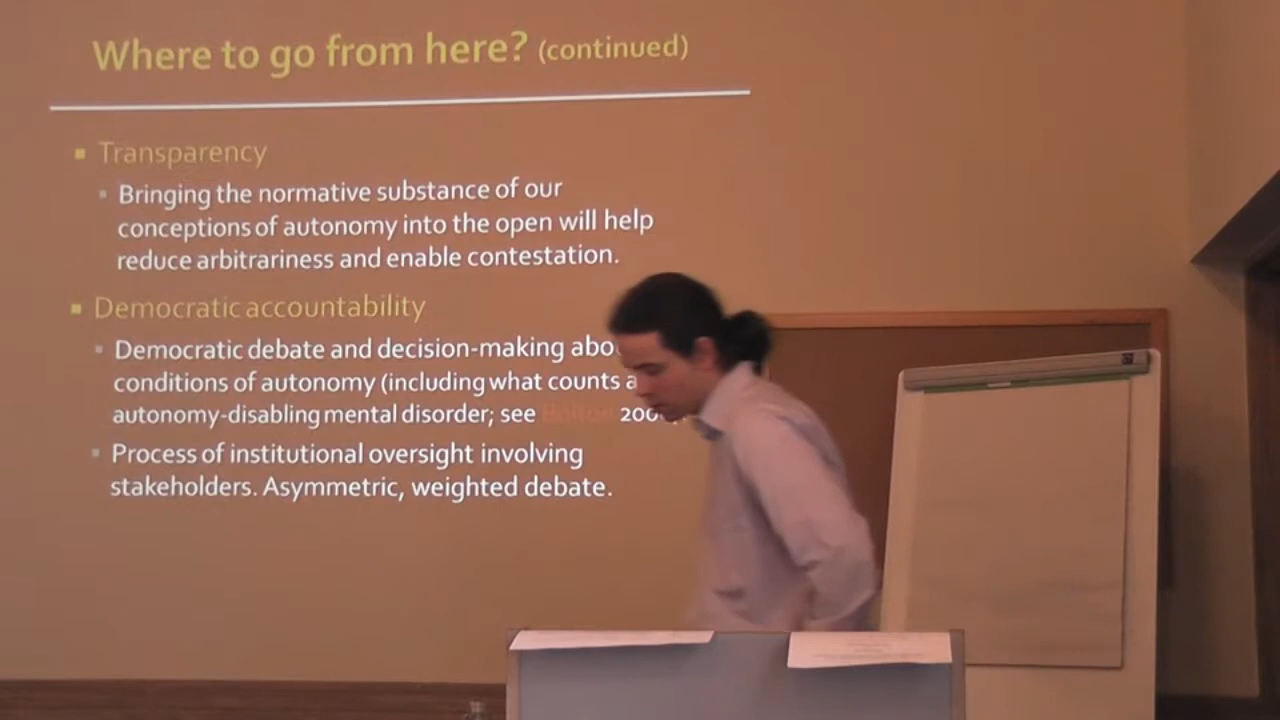 Where to go from here? (continued)
Transparency
Bringing the normative substance of our
conceptions of autonomy into the open will help
reduce arbitrariness and enable contestation.
Democratic accountability
Democratic debate and decision-making abo
conditions of autonomy (including what counts a
autonomy-disabling mental disorder; see Bolton 200
Process of institutional oversight involving
stakeholders. Asymmetric, weighted debate.